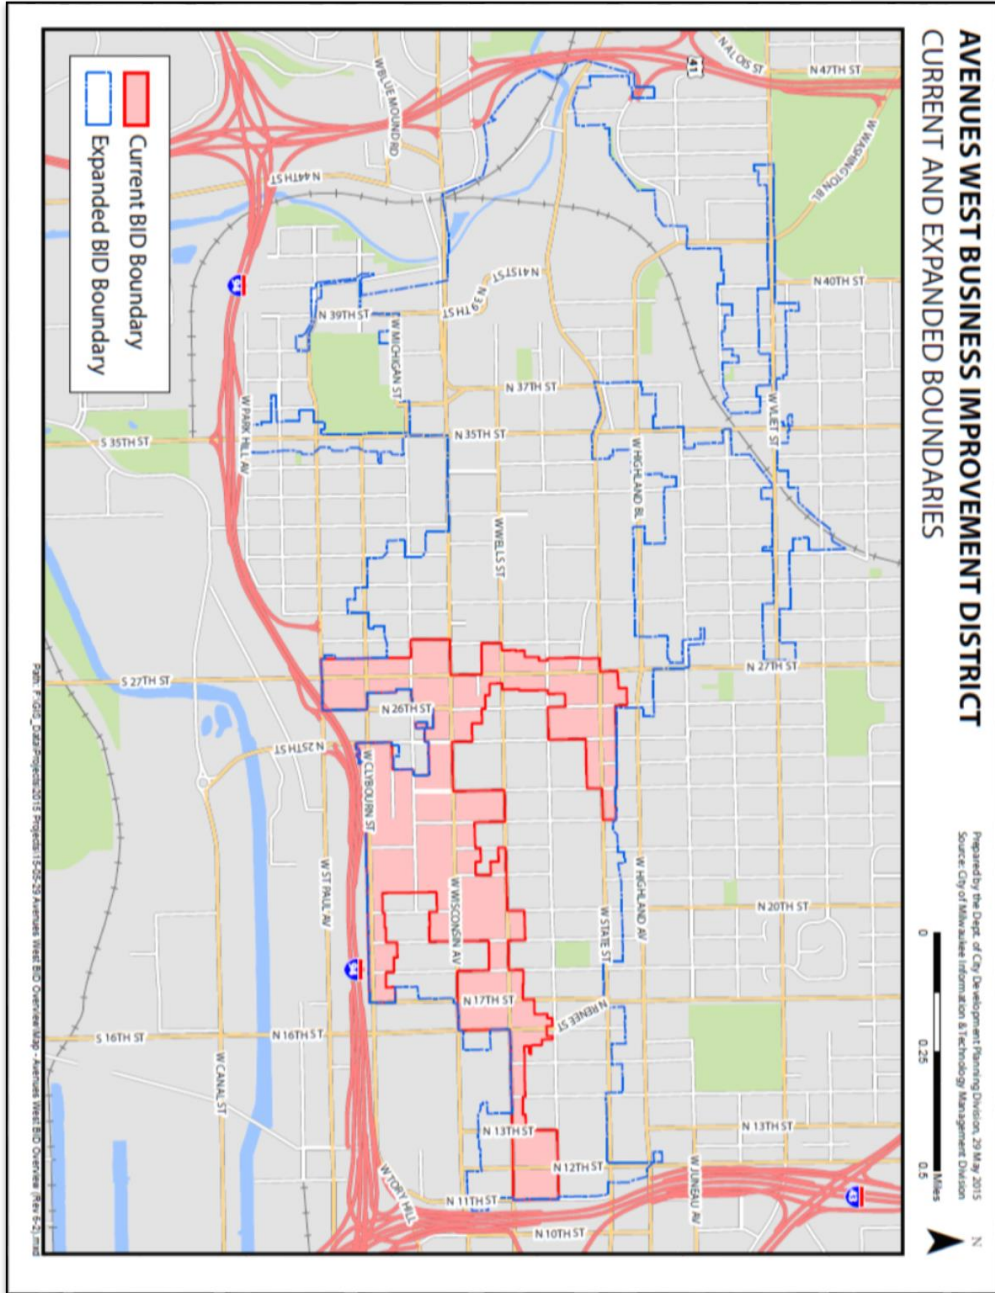 AVENUES WEST BUSINESS IMPROVEMENT DISTRICT
CURRENT AND EXPANDED BOUNDARIES
Prepared by the Dept. of City Development Planning Division, 29 May 2015
Source: City of Milwaukee Information & Technology Management Division
0
0.25
0.5
Miles
N
N ALOIS ST
N 47TH ST
41
W WASHINGTON BL
N 40TH ST
W VLIET ST
N 27TH ST
N 20TH ST
N 13TH ST
W JUNEAU AV
W HIGHLAND BL
W HIGHLAND AV
W STATE ST
N RENEE ST
N 41ST ST
N 39TH ST
N 37TH ST
N 35TH ST
W WELLS ST
W BLUE MOUND RD
N 44TH ST
N 39TH ST
W MICHIGAN ST
W PARK HILL AV
S 35TH ST
N 26TH ST
N 25TH ST
W CLYBOURN ST
W WISCONSIN AV
W ST PAUL AV
N 17TH ST
N 16TH ST
S 16TH ST
S 27TH ST
W CANAL ST
N 13TH ST
N 12TH ST
N 11TH ST
N 10TH ST
W TORY HILL
Current BID Boundary
Expanded BID Boundary